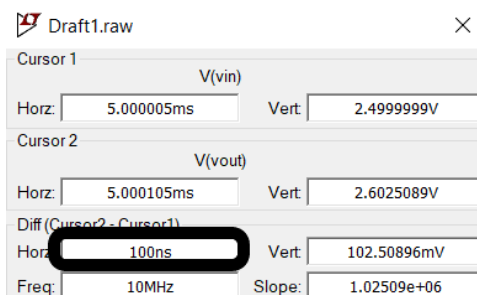 Draft1.raw
Cursor 1
V(vin)
Horz: 5.000005ms Vert: 2.4999999V
Cursor 2
V(vout)
Horz: 5.000105ms Vert: 2.6025089V
Diff (Cursor2 - Cursor1)
Horz 100ns Vert: 102.50896mV
Freq: 10MHz Slope: 1.02509e+06